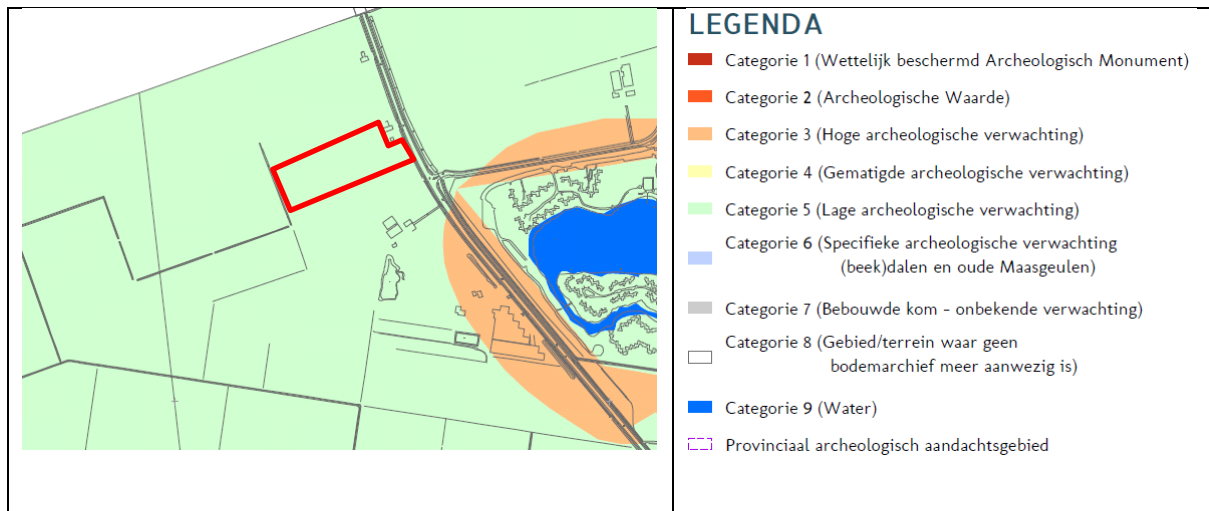 LEGENDA
Categorie 1 (Wettelijk beschermd Archeologisch Monument)
Categorie 2 (Archeologische Waarde)
Categorie 3 (Hoge archeologische verwachting)
Categorie 4 (Gematigde archeologische verwachting)
Categorie 5 (Lage archeologische verwachting)
Categorie 6 (Specifieke archeologische verwachting
(beek)dalen en oude Maasgeulen)
Categorie 7 (Bebouwde kom - onbekende verwachting)
Categorie 8 (Gebied/terrein waar geen
bodemarchief meer aanwezig is)
Categorie 9 (Water)
Provinciaal archeologisch aandachtsgebied